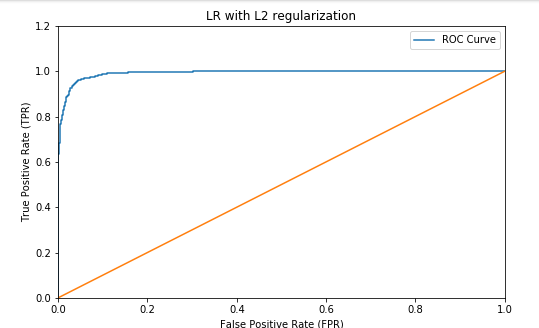 LR with L2 regularization
1.2
1.0
0.8
0.6
0.4
0.2
0.0
True Positive Rate (TPR)
ROC Curve
0.0 0.2 0.4 0.6 0.8 1.0
False Positive Rate (FPR)